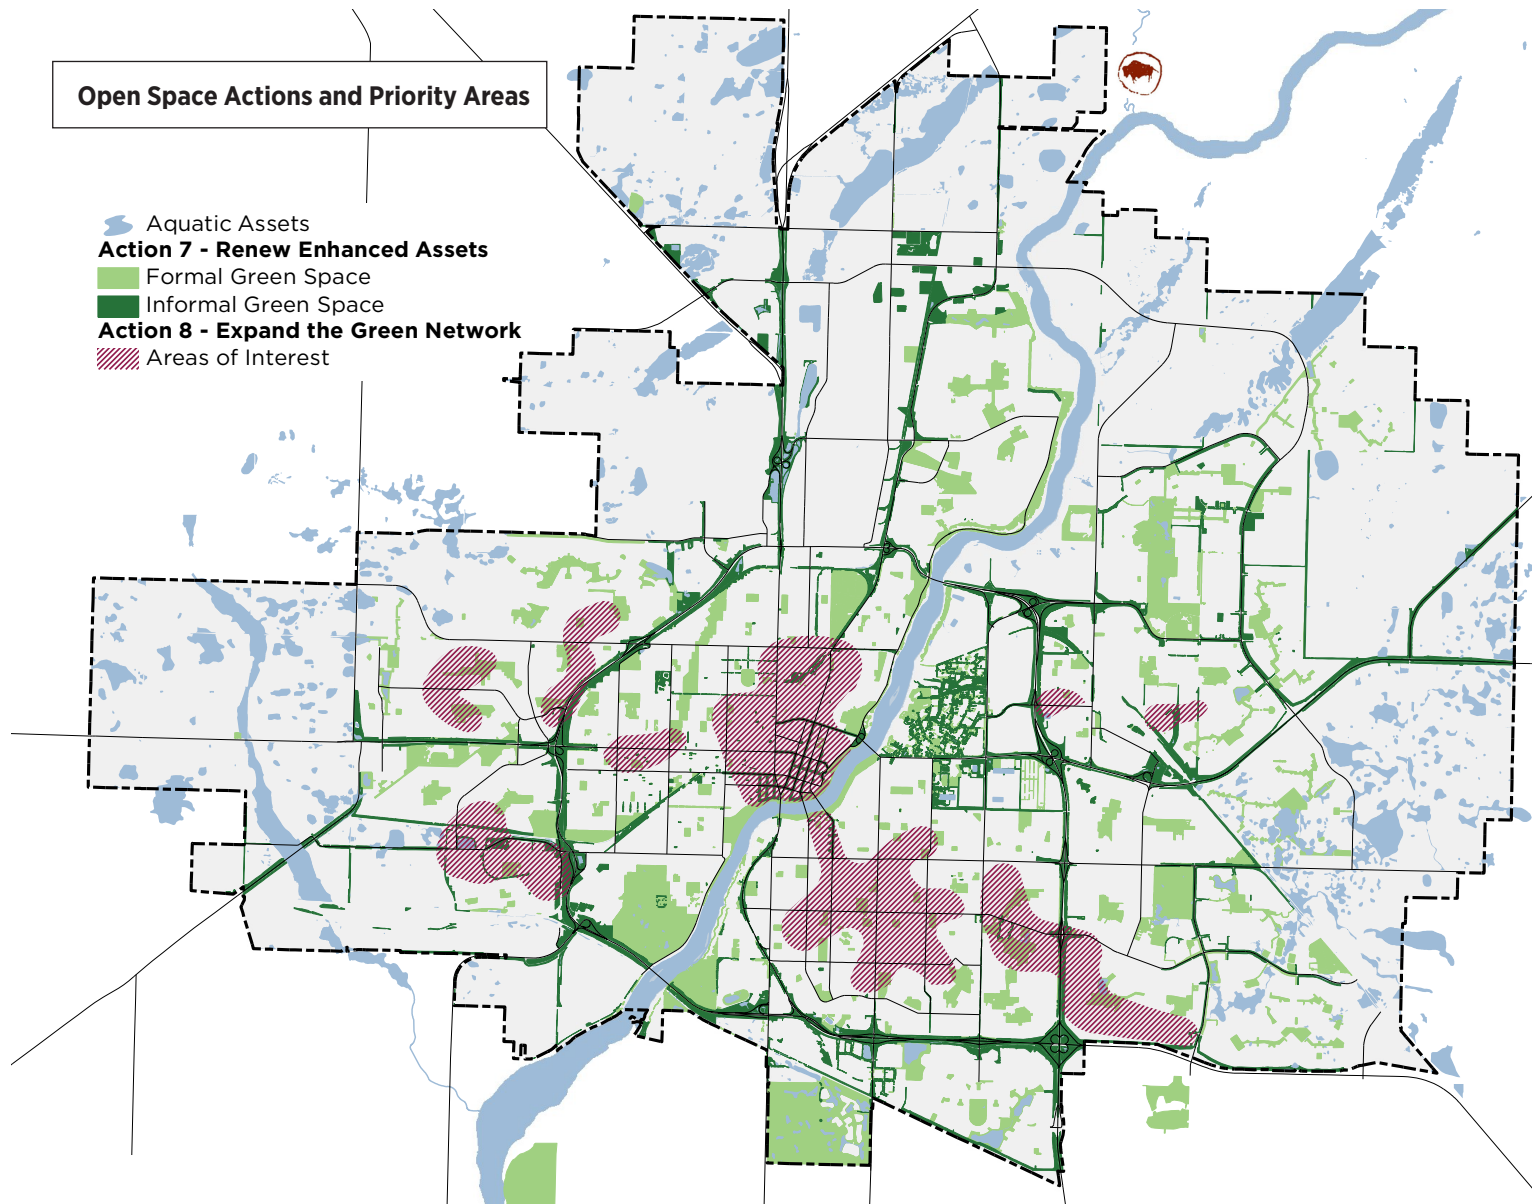 Open Space Actions and Priority Areas
Aquatic Assets
Action 7 - Renew Enhanced Assets
Formal Green Space
Informal Green Space
Action 8 - Expand the Green Network
Areas of Interest